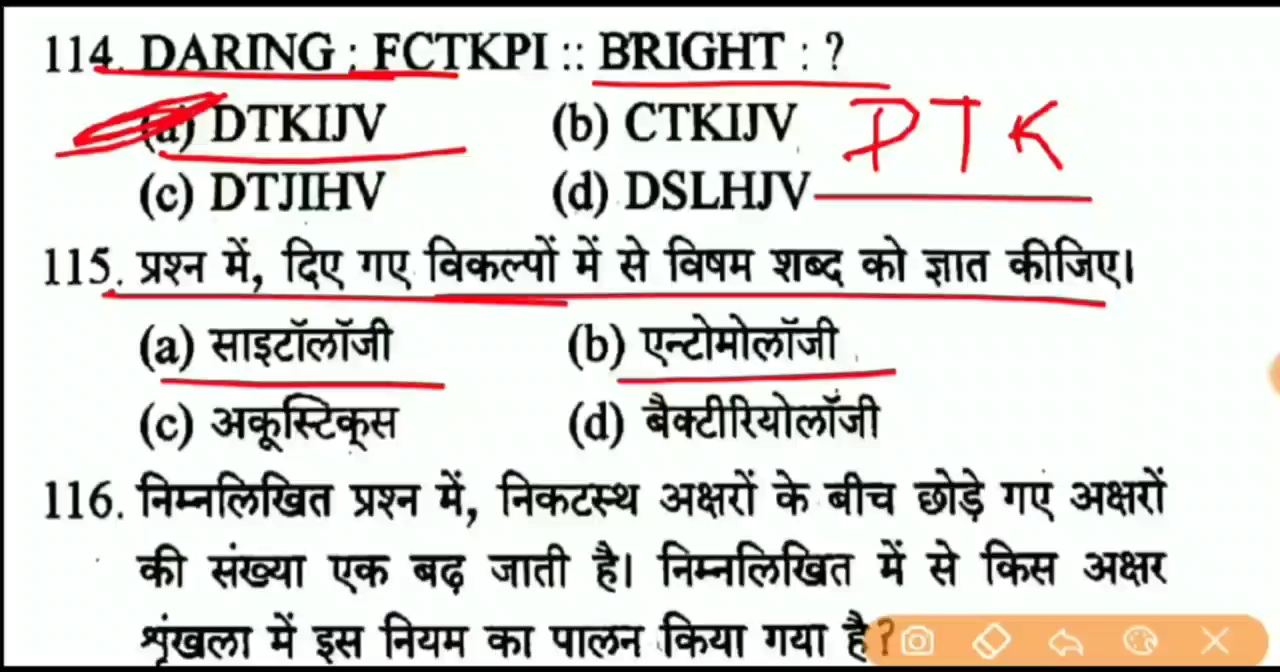 114. DARING : FCTKPI :: BRIGHT : ?
(a) DTKIJV (b) CTKIJV DTK
(c) DTJIHV (d) DSLHJV
115. प्रश्न में, दिए गए विकल्पों में से विषम शब्द को ज्ञात कीजिए।
(a) साइटॉलॉजी (b) एन्टोमोलॉजी
(c) अकूस्टिक्स (d) बैक्टीरियोलॉजी
116. निम्नलिखित प्रश्न में, निकटस्थ अक्षरों के बीच छोड़े गए अक्षरों
की संख्या एक बढ़ जाती है। निम्नलिखित में से किस अक्षर
शृंखला में इस नियम का पालन किया गया है?